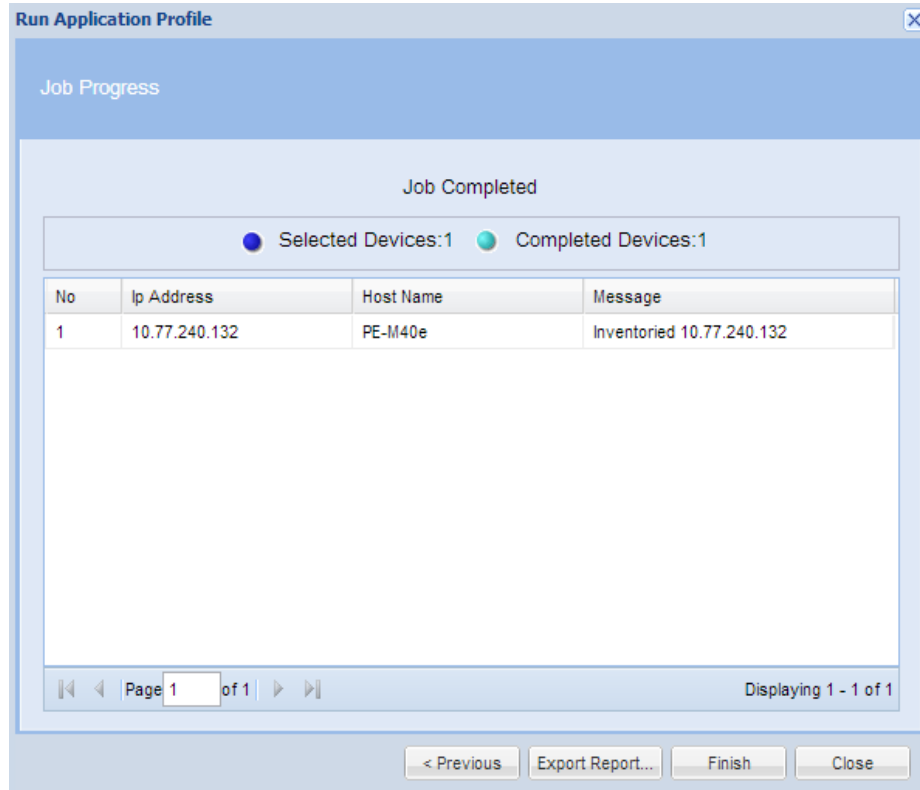 Run Application Profile
Job Progress
Job Completed
Selected Devices:1 Completed Devices:1
No Ip Address Host Name Message
1 10.77.240.132 PE-M40e Inventoried 10.77.240.132
Page 1 of 1 Displaying 1 - 1 of 1
< Previous Export Report... Finish Close